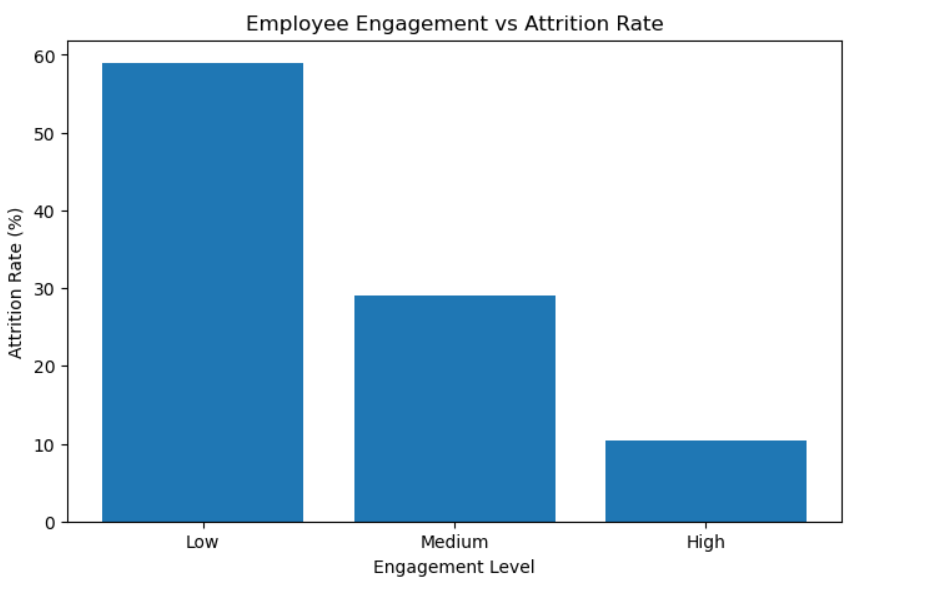 Employee Engagement vs Attrition Rate
Attrition Rate (%)
60
50
40
30
20
10
0
Low Medium High
Engagement Level